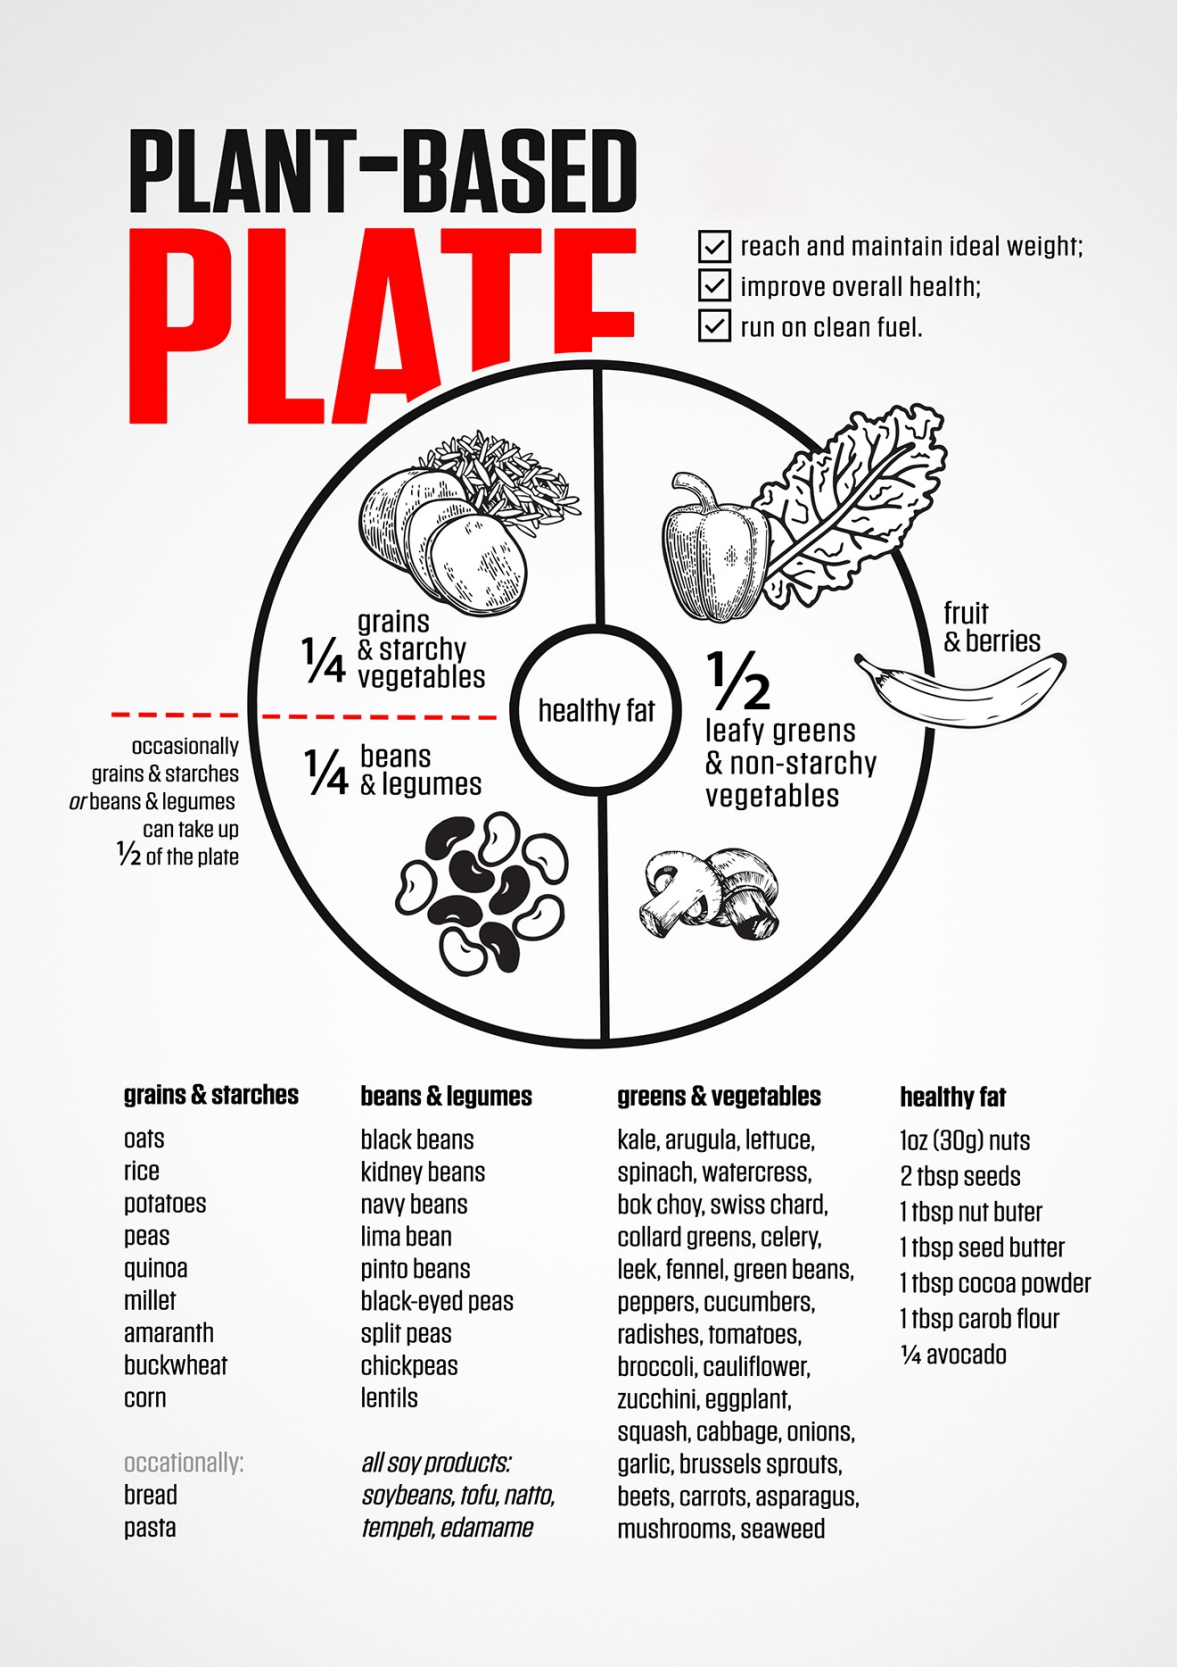 PLANT-BASED
PLATE
reach and maintain ideal weight;
improve overall health;
run on clean fuel.
¼ grains
& starchy
vegetables
½
leafy greens
& non-starchy
vegetables
fruit
& berries
healthy fat
¼ beans
& legumes
occasionally
grains & starches
or beans & legumes
can take up
½ of the plate
grains & starches
oats
rice
potatoes
peas
quinoa
millet
amaranth
buckwheat
corn
occationally:
bread
pasta
beans & legumes
black beans
kidney beans
navy beans
lima bean
pinto beans
black-eyed peas
split peas
chickpeas
lentils
all soy products:
soybeans, tofu, natto,
tempeh, edamame
greens & vegetables
kale, arugula, lettuce,
spinach, watercress,
bok choy, swiss chard,
collard greens, celery,
leek, fennel, green beans,
peppers, cucumbers,
radishes, tomatoes,
broccoli, cauliflower,
zucchini, eggplant,
squash, cabbage, onions,
garlic, brussels sprouts,
beets, carrots, asparagus,
mushrooms, seaweed
healthy fat
1oz (30g) nuts
2 tbsp seeds
1 tbsp nut buter
1 tbsp seed butter
1 tbsp cocoa powder
1 tbsp carob flour
¼ avocado